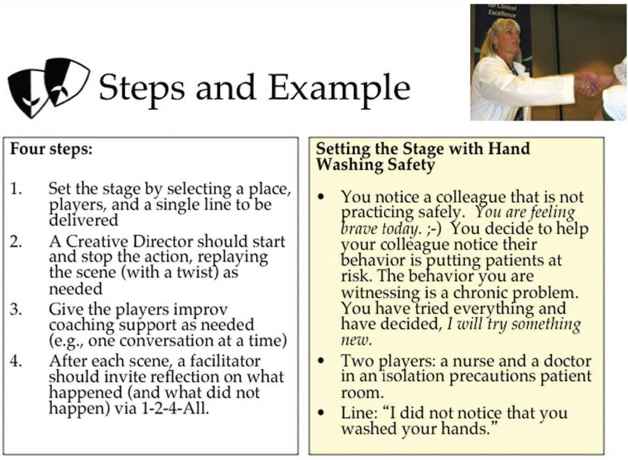 for Clinical
Excellence
Steps and Example
Four steps:
1. Set the stage by selecting a place,
players, and a single line to be
delivered
2. A Creative Director should start
and stop the action, replaying
the scene (with a twist) as
needed
3. Give the players improv
coaching support as needed
(e.g., one conversation at a time)
4. After each scene, a facilitator
should invite reflection on what
happened (and what did not
happen) via 1-2-4-All.
Setting the Stage with Hand
Washing Safety
• You notice a colleague that is not
practicing safely. You are feeling
brave today. ;-) You decide to help
your colleague notice their
behavior is putting patients at
risk. The behavior you are
witnessing is a chronic problem.
You have tried everything and
have decided, I will try something
new.
• Two players: a nurse and a doctor
in an isolation precautions patient
room.
• Line: “I did not notice that you
washed your hands.”